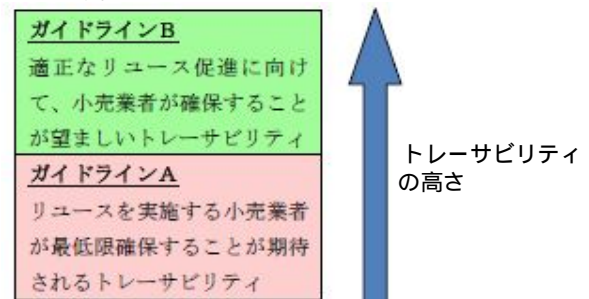 ガイドラインB
適正なリユース促進に向け
て、小売業者が確保すること
が望ましいトレーサビリティ
ガイドラインA
リユースを実施する小売業者
が最低限確保することが期待
されるトレーサビリティ
トレーサビリティ
の高さ